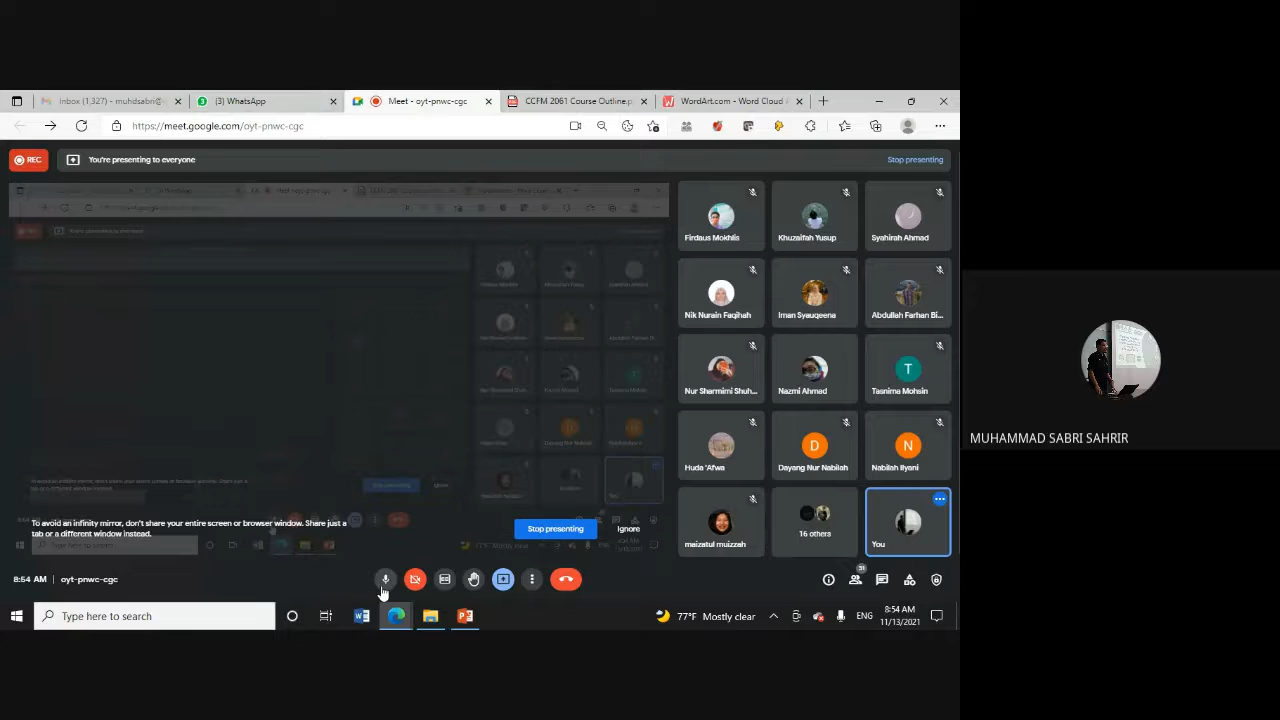 Inbox (1,327) - muhdsabri@
(3) WhatsApp
Meet - oyt-pnwc-cgc
CCFM 2061 Course Outline.p
WordArt.com - Word Cloud
https://meet.google.com/oyt-pnwc-cgc
REC
You're presenting to everyone
Stop presenting
Firdaus Mokhlis
Khuzaifah Yusup
Syahirah Ahmad
Nik Nurain Faqihah
Iman Syauqeena
Abdullah Farhan Bi...
Nur Sharmimi Shuh...
Nazmi Ahmad
T
Tasnima Mohsin
Huda 'Afwa
D
Dayang Nur Nabilah
N
Nabilah Ilyani
maizatul muizzah
16 others
You
MUHAMMAD SABRI SAHRIR
To avoid an infinity mirror, don't share your entire screen or browser window. Share just a
tab or a different window instead.
Stop presenting
Ignore
8:54 AM | oyt-pnwc-cgc
31
Type here to search
77°F Mostly clear
ENG
8:54 AM
11/13/2021